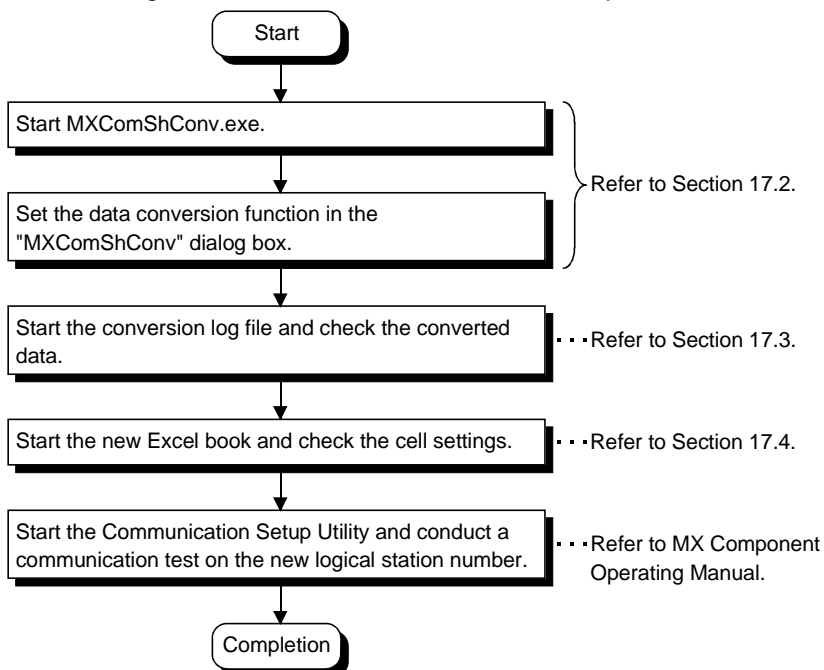 Start
Start MXComShConv.exe.
Set the data conversion function in the
"MXComShConv" dialog box.
Refer to Section 17.2.
Start the conversion log file and check the converted
data.
Refer to Section 17.3.
Start the new Excel book and check the cell settings.
Refer to Section 17.4.
Start the Communication Setup Utility and conduct a
communication test on the new logical station number.
Refer to MX Component
Operating Manual.
Completion